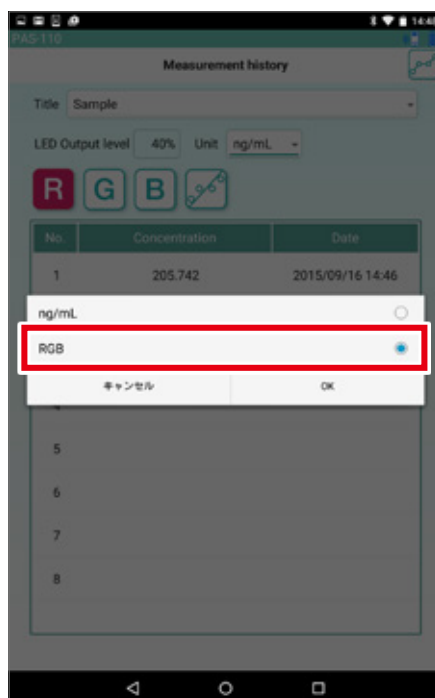 14:46
PAS-110
Measurement history
Title Sample
LED Output level 40% Unit ng/mL
R G B
No. Concentration Date
1 205.742 2015/09/16 14:46
ng/mL
RGB
キャンセル OK
5
6
7
8